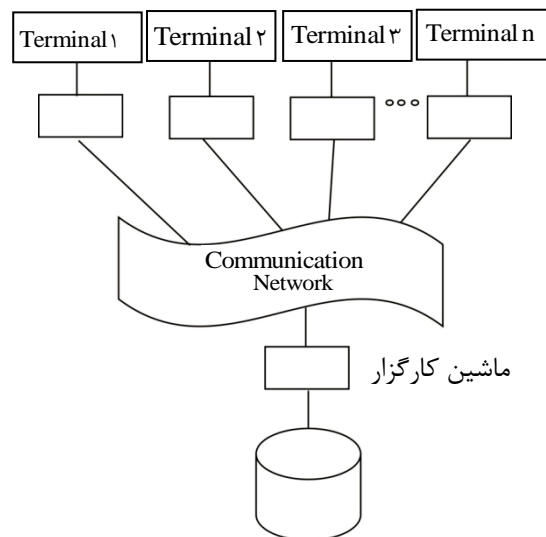 Terminal ۱
Terminal ۲
Terminal ۳
Terminal n
Communication
Network
ماشین کارگزار